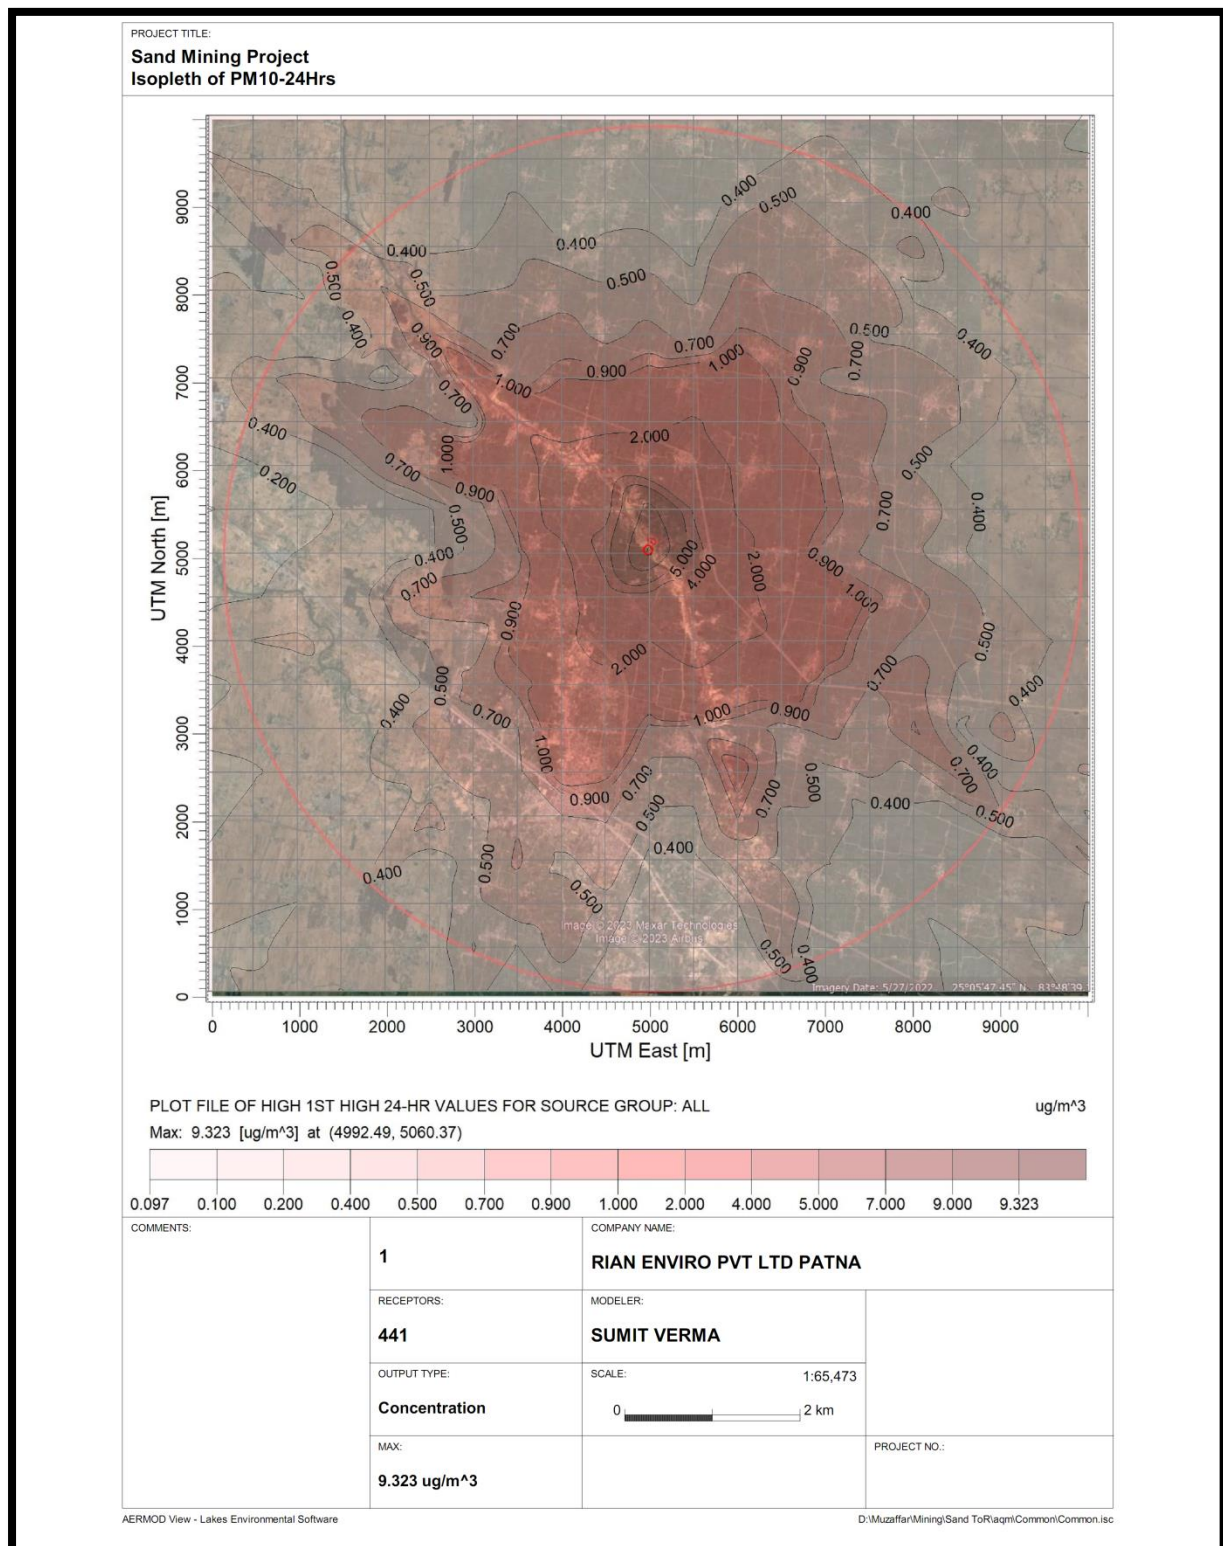 PROJECT TITLE:
Sand Mining Project
Isopleth of PM10-24Hrs
0.400
0.500
0.400
0.400
0.400
0.500
0.500
0.500
0.400
0.900
0.700
0.700
1.000
0.500
0.700
0.400
0.900
0.900
1.000
0.700
2.000
0.400
1.000
0.700
0.200
0.900
0.500
0.500
0.700
0.400
0.400
0.700
5.000
4.000
2.000
0.900
1.000
0.900
2.000
0.500
0.700
0.500
0.400
0.700
1.000
0.900
0.400
1.000
0.900
0.700
0.500
0.700
0.500
0.400
0.400
0.700
0.500
0.400
0.500
0.400
0.500
0.500
0.400
Image © 2023 Maxar Technologies
Image © 2023 Airbus
Imagery Date: 5/27/2022 25°05'47.45" N 83°48'39
UTM North [m]
9000
8000
7000
6000
5000
4000
3000
2000
1000
0
0 1000 2000 3000 4000 5000 6000 7000 8000 9000
UTM East [m]
PLOT FILE OF HIGH 1ST HIGH 24-HR VALUES FOR SOURCE GROUP: ALL ug/m^3
Max: 9.323 [ug/m^3] at (4992.49, 5060.37)
0.097 0.100 0.200 0.400 0.500 0.700 0.900 1.000 2.000 4.000 5.000 7.000 9.000 9.323
COMMENTS:
1
COMPANY NAME:
RIAN ENVIRO PVT LTD PATNA
RECEPTORS:
441
MODELER:
SUMIT VERMA
OUTPUT TYPE:
Concentration
SCALE: 1:65,473
0 2 km
MAX:
9.323 ug/m^3
PROJECT NO.:
AERMOD View - Lakes Environmental Software D:\Muzaffar\Mining\Sand ToR\aqm\Common\Common.isc